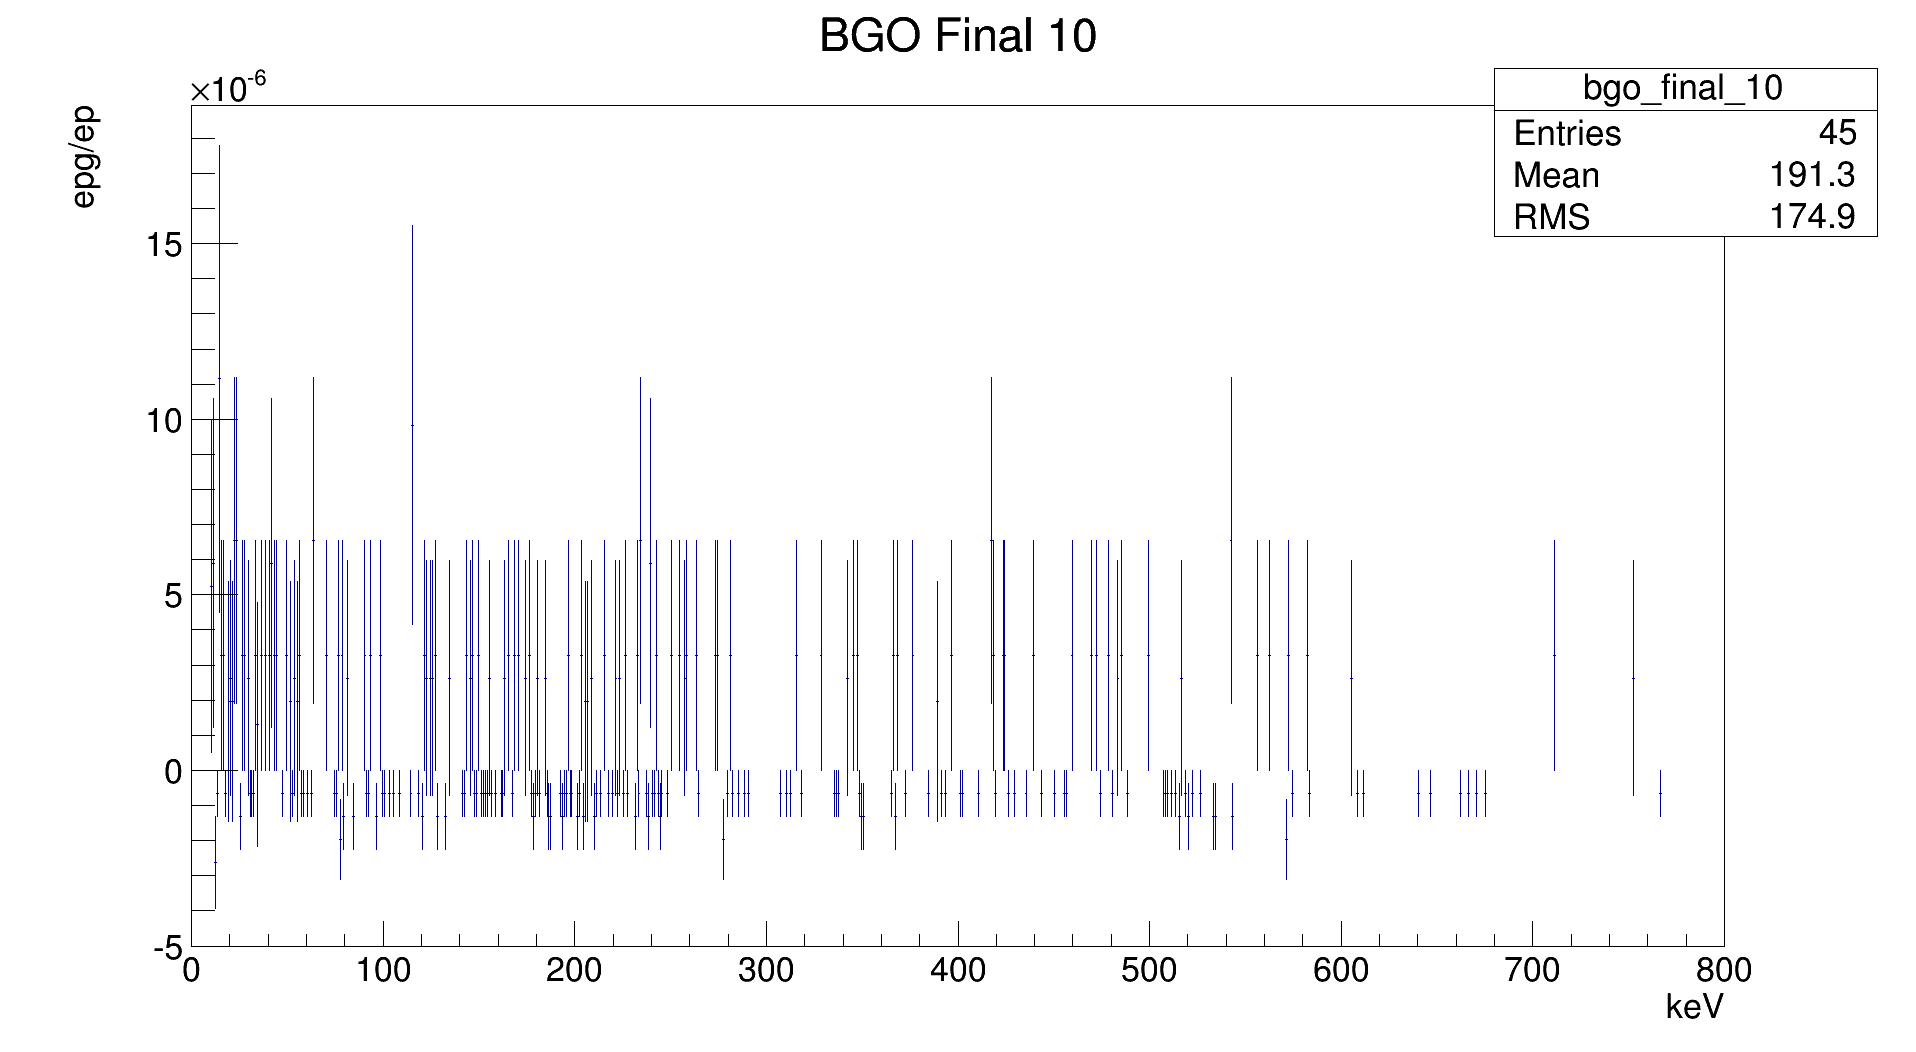 BGO Final 10
×10-6
epg/ep
bgo_final_10
Entries 45
Mean 191.3
RMS 174.9
15
10
5
0
-5
0 100 200 300 400 500 600 700 800
keV